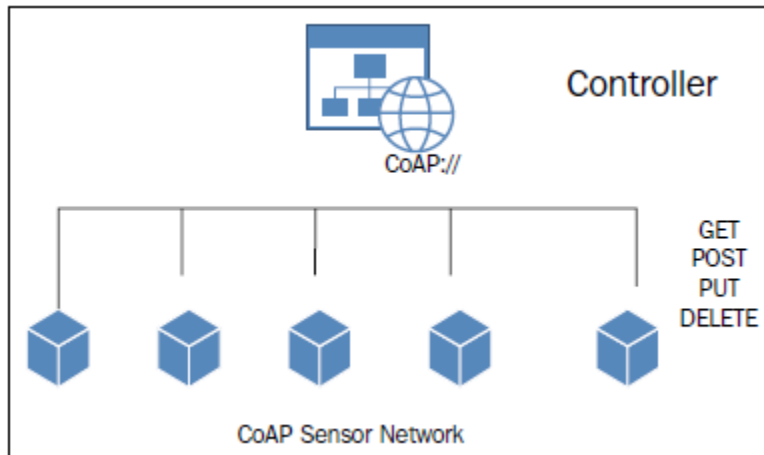 Controller
CoAP://
GET
POST
PUT
DELETE
CoAP Sensor Network